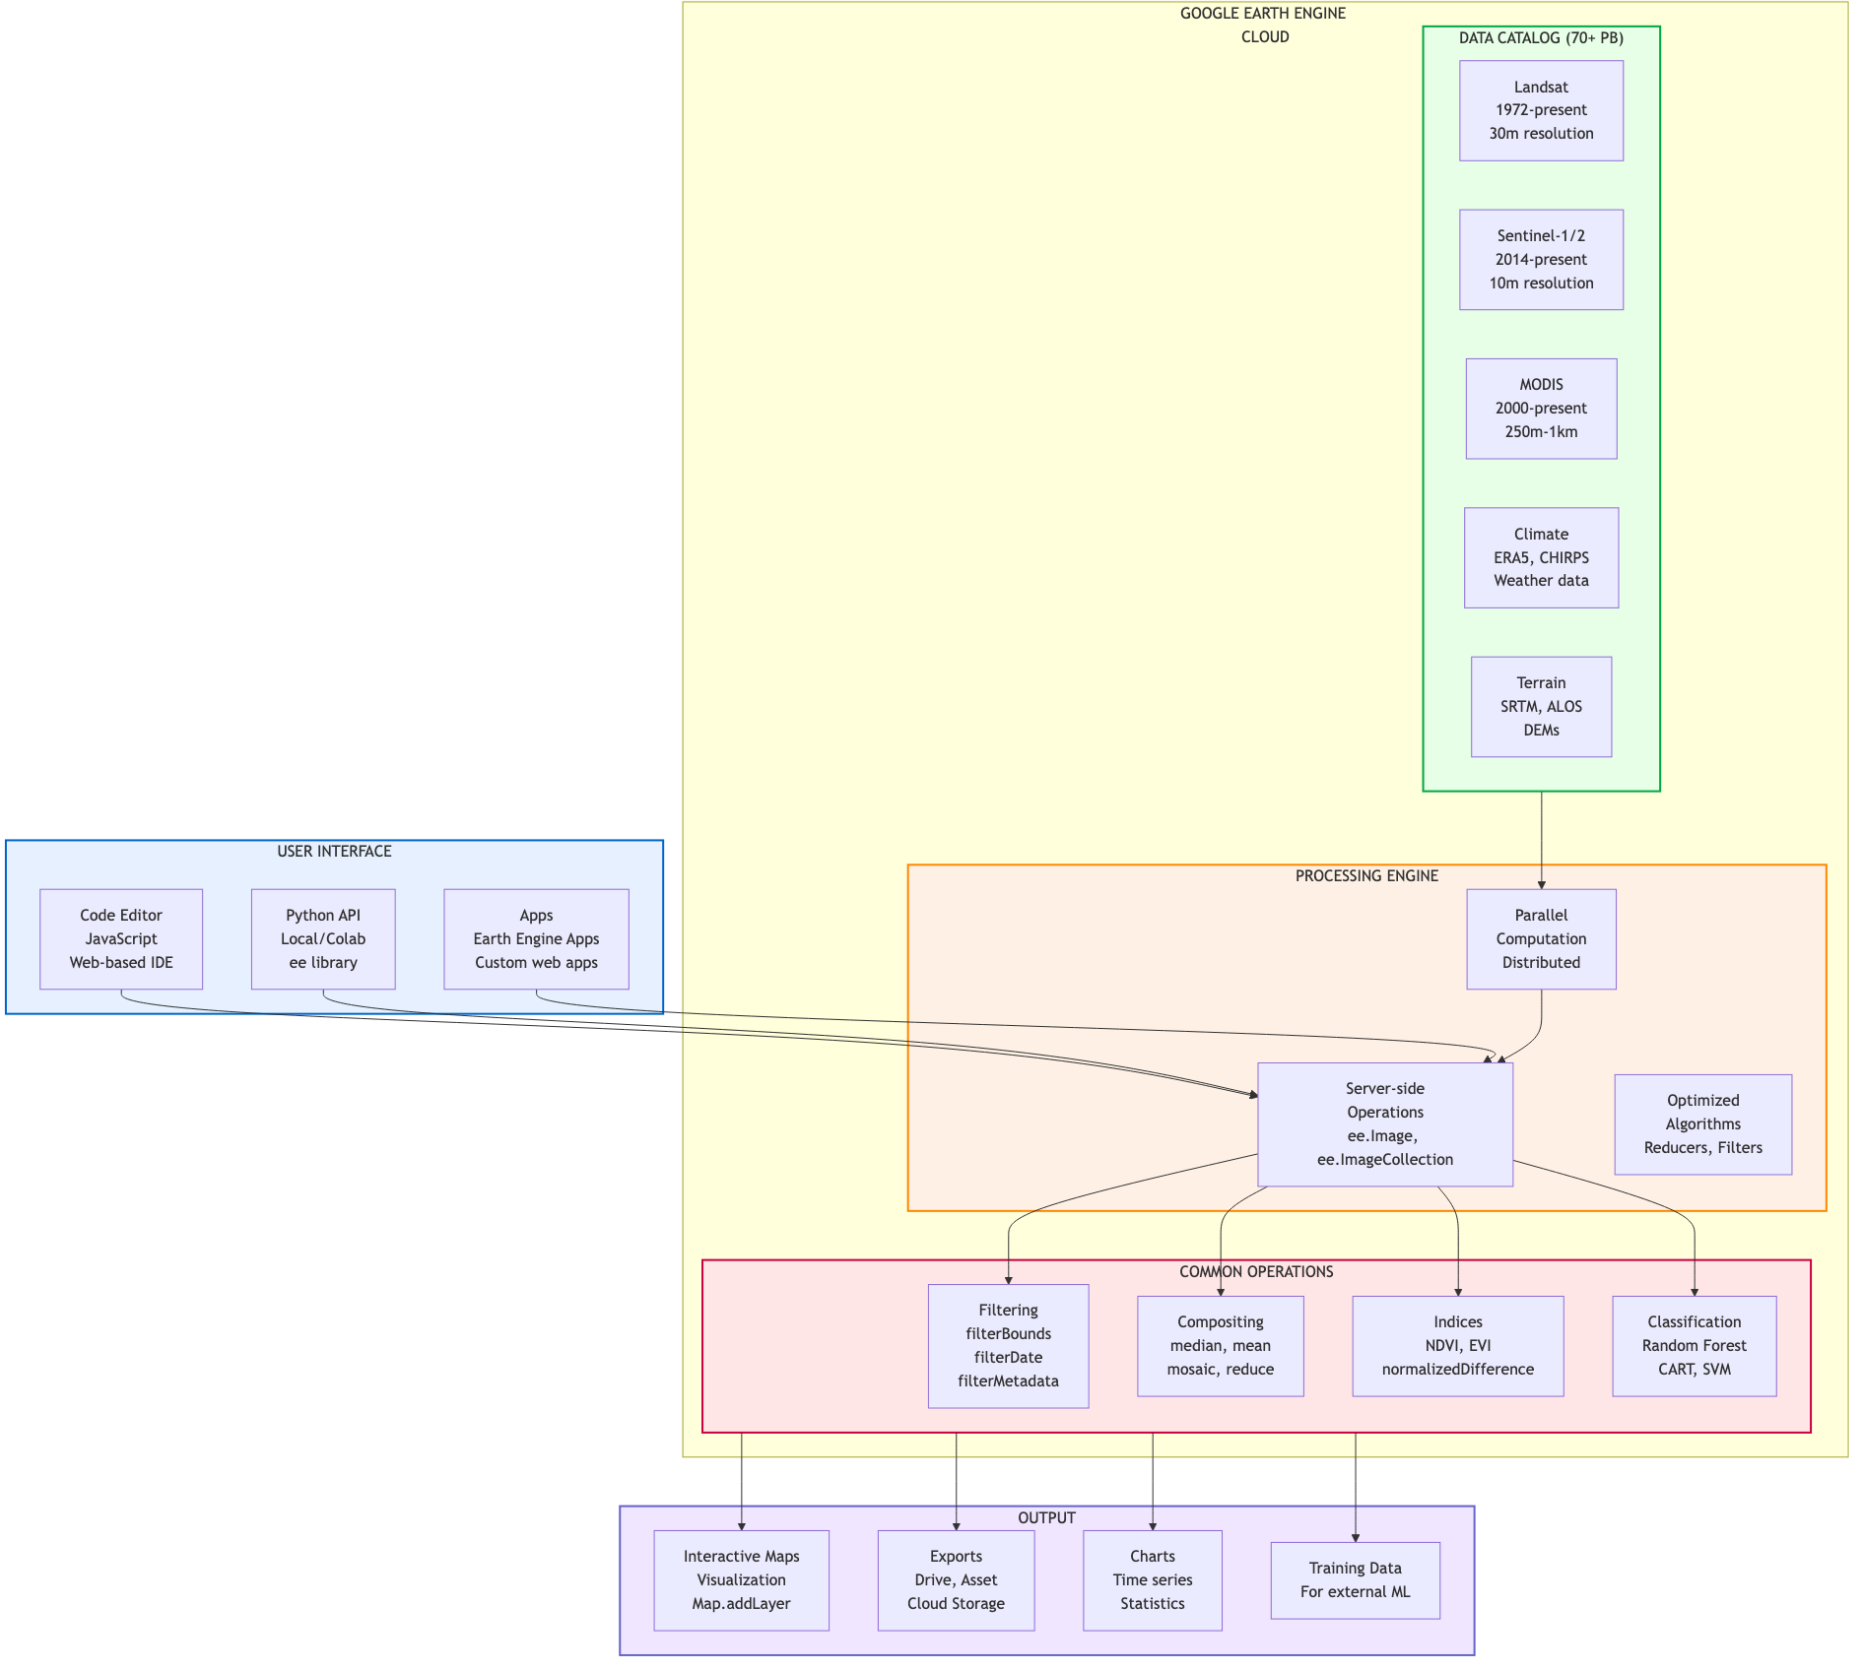 GOOGLE EARTH ENGINE
CLOUD
DATA CATALOG (70+ PB)
Landsat
1972-present
30m resolution
Sentinel-1/2
2014-present
10m resolution
MODIS
2000-present
250m-1km
Climate
ERA5, CHIRPS
Weather data
Terrain
SRTM, ALOS
DEMs
USER INTERFACE
Code Editor
JavaScript
Web-based IDE
Python API
Local/Colab
ee library
Apps
Earth Engine Apps
Custom web apps
PROCESSING ENGINE
Parallel
Computation
Distributed
Server-side
Operations
ee.Image,
ee.ImageCollection
Optimized
Algorithms
Reducers, Filters
COMMON OPERATIONS
Filtering
filterBounds
filterDate
filterMetadata
Compositing
median, mean
mosaic, reduce
Indices
NDVI, EVI
normalizedDifference
Classification
Random Forest
CART, SVM
OUTPUT
Interactive Maps
Visualization
Map.addLayer
Exports
Drive, Asset
Cloud Storage
Charts
Time series
Statistics
Training Data
For external ML